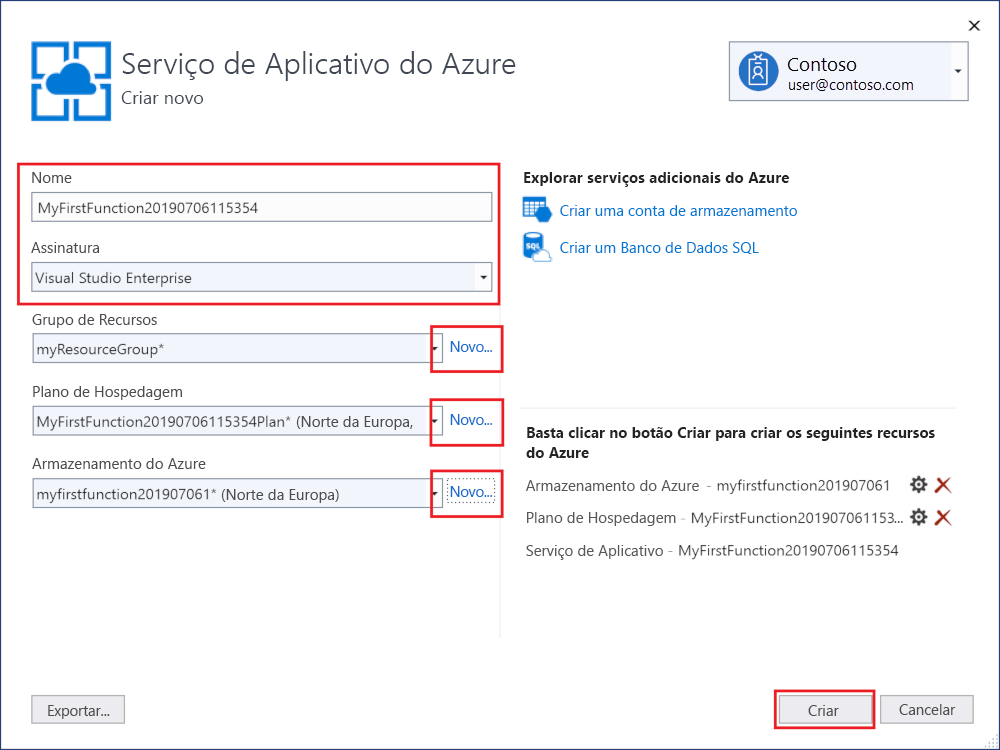 Serviço de Aplicativo do Azure
Criar novo
Contoso
user@contoso.com
Nome
MyFirstFunction20190706115354
Assinatura
Visual Studio Enterprise
Grupo de Recursos
myResourceGroup*
Novo...
Plano de Hospedagem
MyFirstFunction20190706115354Plan* (Norte da Europa,
Novo...
Armazenamento do Azure
myfirstfunction201907061* (Norte da Europa)
Novo...
Explorar serviços adicionais do Azure
Criar uma conta de armazenamento
SQL
Criar um Banco de Dados SQL
Basta clicar no botão Criar para criar os seguintes recursos
do Azure
Armazenamento do Azure - myfirstfunction201907061
Plano de Hospedagem - MyFirstFunction201907061153...
Serviço de Aplicativo - MyFirstFunction20190706115354
Exportar...
Criar
Cancelar